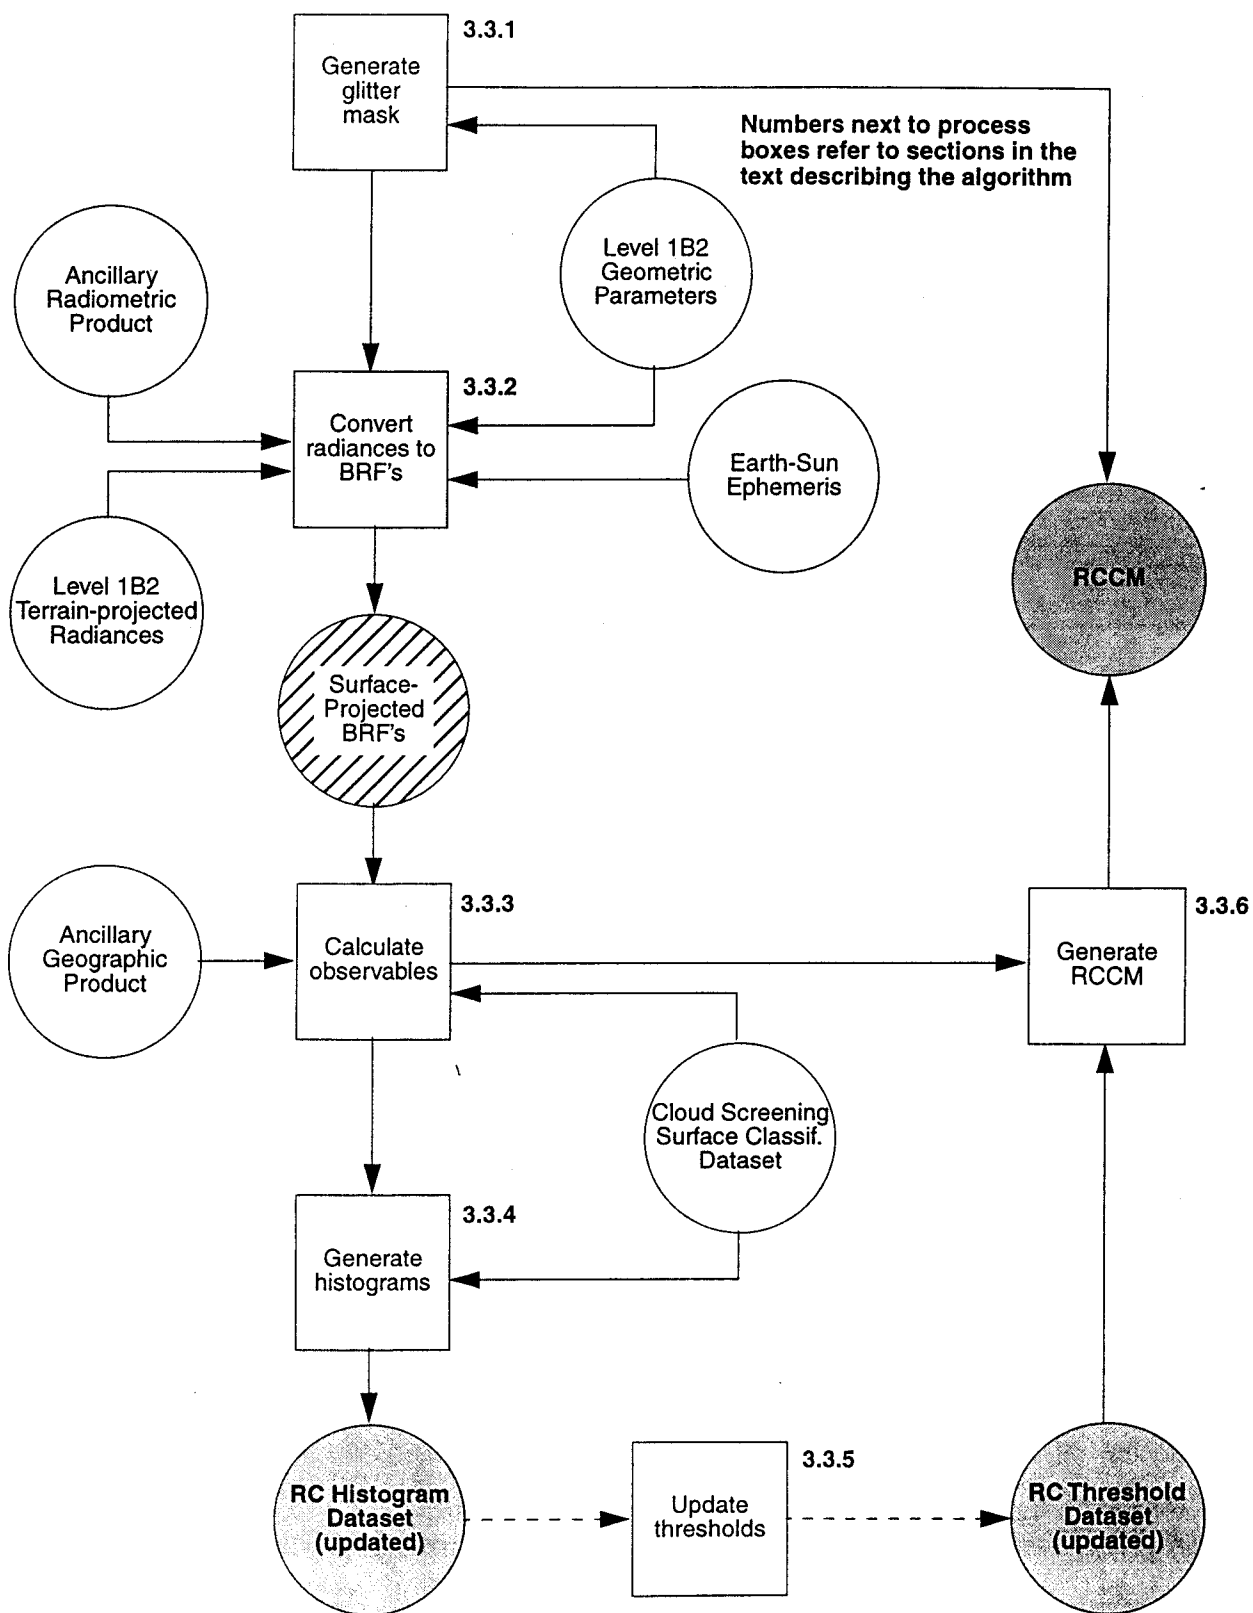 3.3.1
Generate
glitter
mask
Numbers next to process
boxes refer to sections in the
text describing the algorithm
Level 1B2
Geometric
Parameters
Ancillary
Radiometric
Product
3.3.2
Convert
radiances to
BRF's
Earth-Sun
Ephemeris
RCCM
Level 1B2
Terrain-projected
Radiances
Surface-
Projected
BRF's
3.3.3
Calculate
observables
Ancillary
Geographic
Product
3.3.6
Generate
RCCM
Cloud Screening
Surface Classif.
Dataset
3.3.4
Generate
histograms
RC Histogram
Dataset
(updated)
3.3.5
Update
thresholds
RC Threshold
Dataset
(updated)